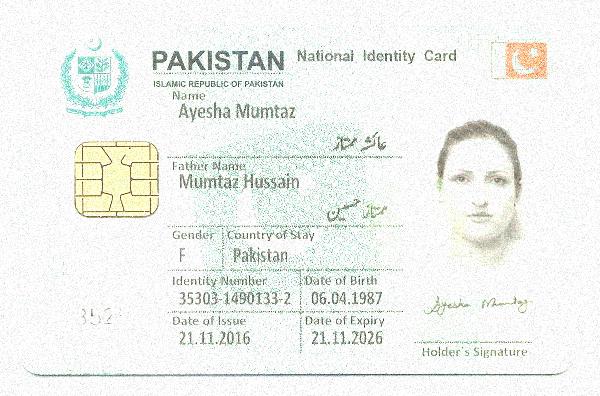 PAKISTAN National Identity Card
ISLAMIC REPUBLIC OF PAKISTAN
Name
Ayesha Mumtaz
عائشہ ممتاز
Father Name
Mumtaz Hussain
ممتاز حسین
Gender Country of Stay
F Pakistan
Identity Number Date of Birth
35303-1490133-2 06.04.1987
Date of Issue Date of Expiry
21.11.2016 21.11.2026
Ayesha Mumtaz
Holder's Signature